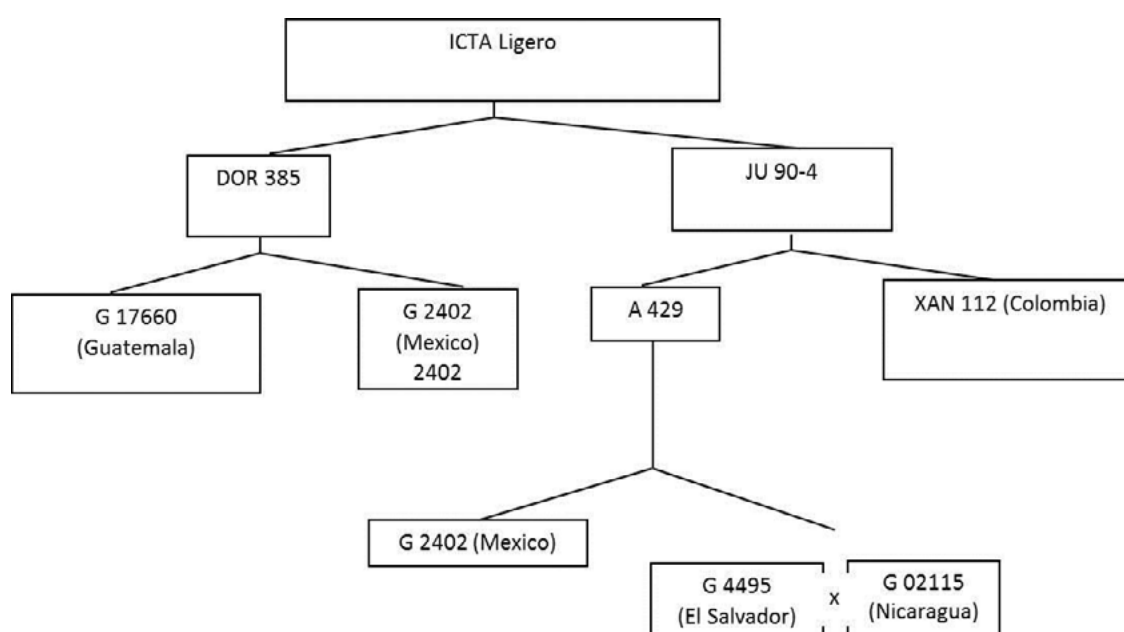 ICTA Ligero
DOR 385
JU 90-4
G 17660
(Guatemala)
G 2402
(Mexico)
2402
A 429
XAN 112 (Colombia)
G 2402 (Mexico)
G 4495
(El Salvador)
x
G 02115
(Nicaragua)